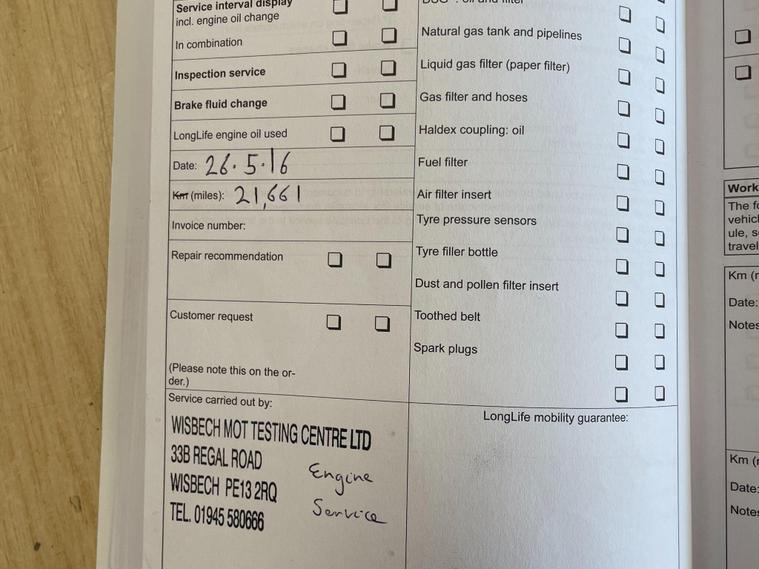 Service interval display
incl. engine oil change
In combination
Inspection service
Brake fluid change
LongLife engine oil used
Date: 26.5.16
Km (miles): 21,661
Invoice number:
Repair recommendation
Customer request
(Please note this on the or-
der.)
Service carried out by:
WISBECH MOT TESTING CENTRE LTD
33B REGAL ROAD
WISBECH PE13 2RQ
TEL. 01945 580666
Engine
Service
Natural gas tank and pipelines
Liquid gas filter (paper filter)
Gas filter and hoses
Haldex coupling: oil
Fuel filter
Air filter insert
Tyre pressure sensors
Tyre filler bottle
Dust and pollen filter insert
Toothed belt
Spark plugs
LongLife mobility guarantee:
Work
The
vehicl
ule, s
travel
Km (
Date:
Notes
Km (
Date:
Notes